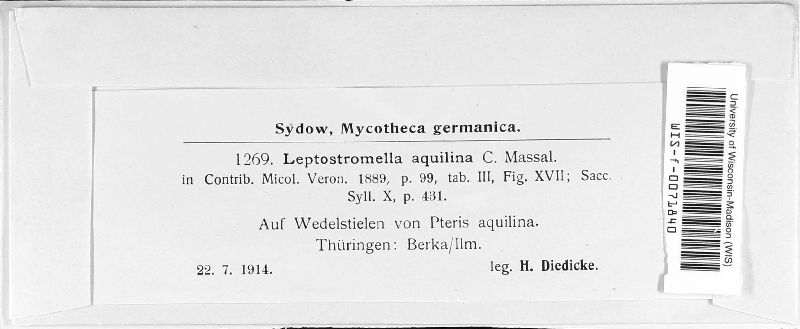 Sydow, Mycotheca germanica.
1269. Leptostromella aquilina C. Massal.
in Contrib. Micol. Veron. 1889, p. 99, tab. III, Fig. XVII; Sacc.
Syll. X, p. 431.
Auf Wedelstielen von Pteris aquilina.
Thüringen: Berka/Ilm.
22. 7. 1914. leg. H. Diedicke.
University of Wisconsin-Madison (WIS)
WIS-f-0071840